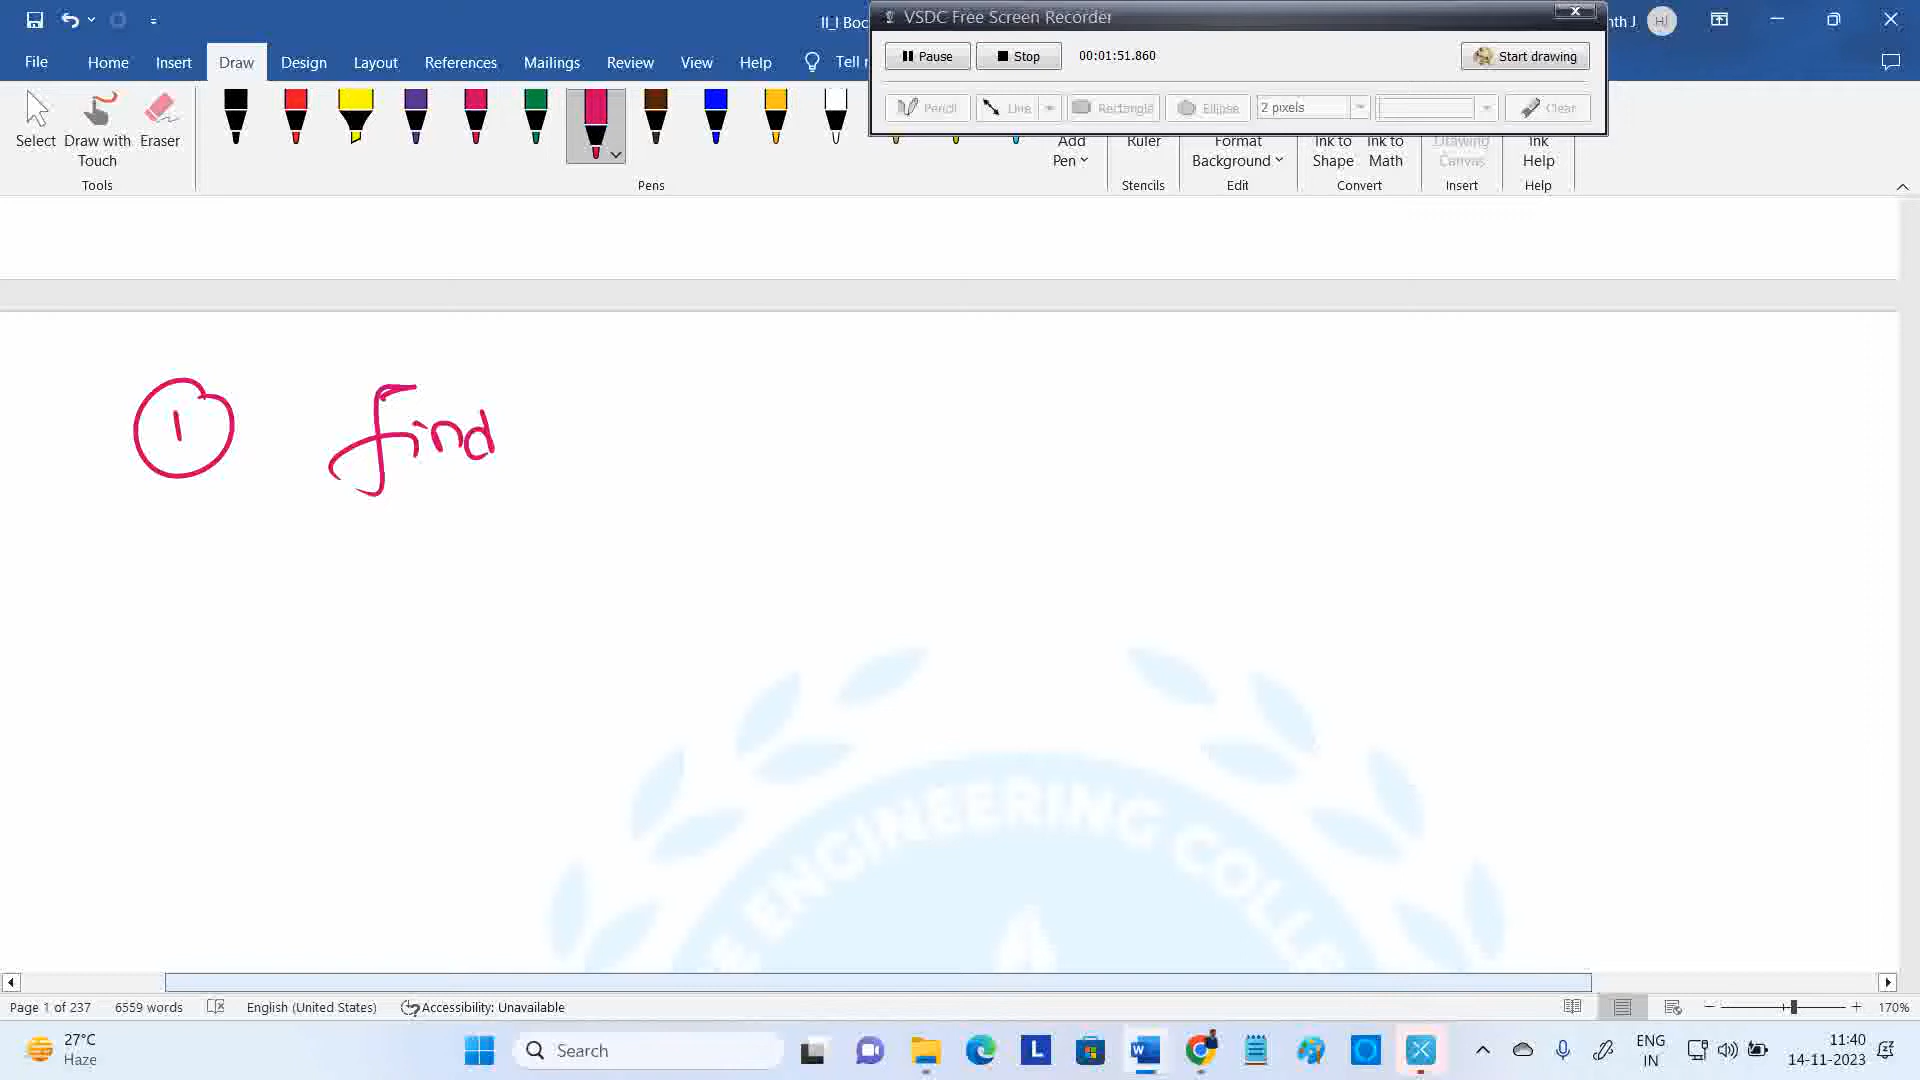 II_I Boo
VSDC Free Screen Recorder
nth J
HJ
Pause
Stop
00:01:51.860
Start drawing
File
Home
Insert
Draw
Design
Layout
References
Mailings
Review
View
Help
Pencil
Line
Rectangle
Ellipse
2 pixels
Clear
Select
Draw with Touch
Eraser
Add Pen
Ruler
Format Background
Ink to Shape
Ink to Math
Drawing Canvas
Ink Help
Tools
Pens
Stencils
Edit
Convert
Insert
Help
1 find
E ENGINEERING COLLE
Page 1 of 237
6559 words
English (United States)
Accessibility: Unavailable
170%
27°C
Haze
Search
L
W
ENG
IN
11:40
14-11-2023